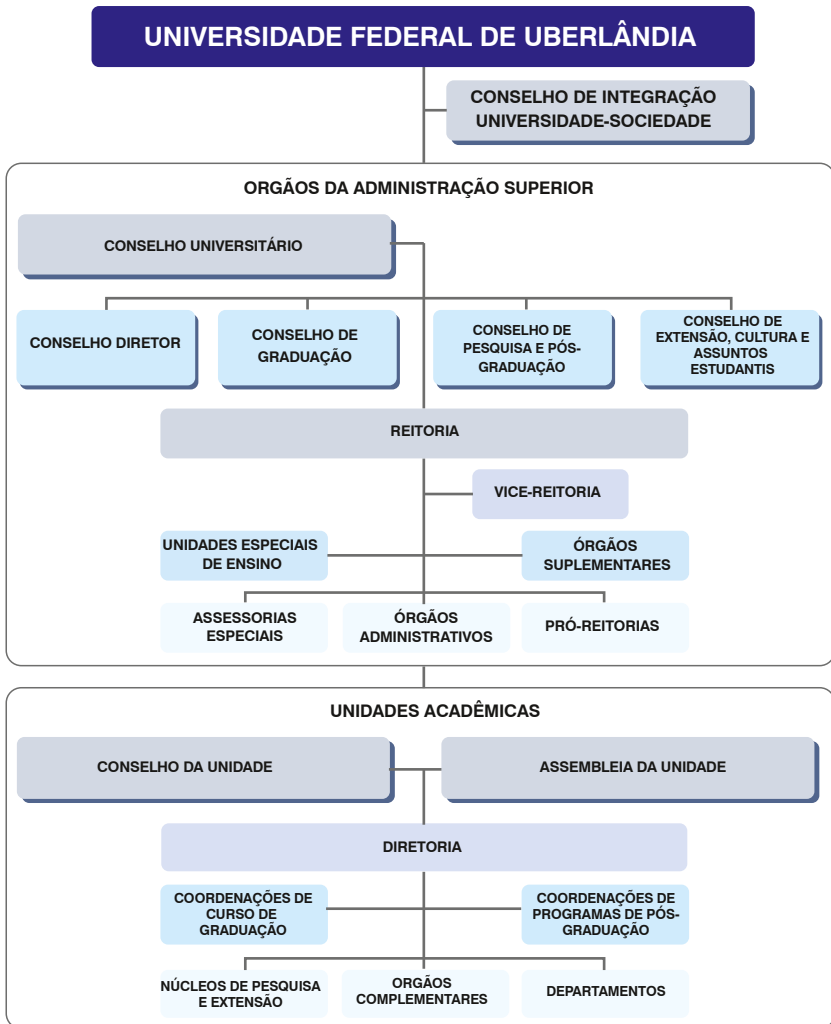 UNIVERSIDADE FEDERAL DE UBERLÂNDIA
CONSELHO DE INTEGRAÇÃO
UNIVERSIDADE-SOCIEDADE
ORGÃOS DA ADMINISTRAÇÃO SUPERIOR
CONSELHO UNIVERSITÁRIO
CONSELHO DIRETOR
CONSELHO DE
GRADUAÇÃO
CONSELHO DE
PESQUISA E PÓS-
GRADUAÇÃO
CONSELHO DE
EXTENSÃO, CULTURA E
ASSUNTOS
ESTUDANTIS
REITORIA
VICE-REITORIA
UNIDADES ESPECIAIS
DE ENSINO
ÓRGÃOS
SUPLEMENTARES
ASSESSORIAS
ESPECIAIS
ÓRGÃOS
ADMINISTRATIVOS
PRÓ-REITORIAS
UNIDADES ACADÊMICAS
CONSELHO DA UNIDADE
ASSEMBLEIA DA UNIDADE
DIRETORIA
COORDENAÇÕES DE
CURSO DE
GRADUAÇÃO
COORDENAÇÕES DE
PROGRAMAS DE PÓS-
GRADUAÇÃO
NÚCLEOS DE PESQUISA
E EXTENSÃO
ORGÃOS
COMPLEMENTARES
DEPARTAMENTOS